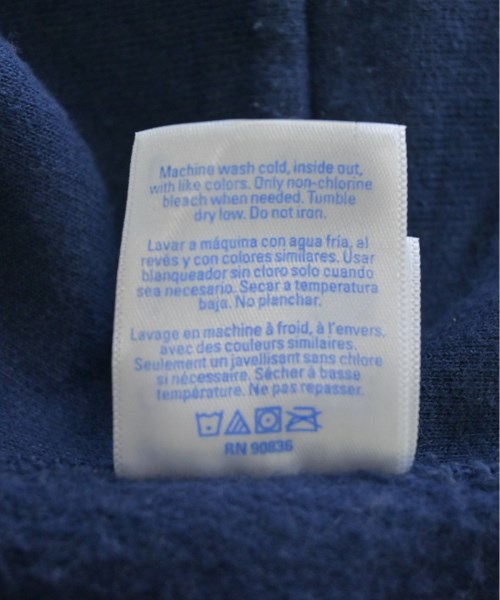 Machine wash cold, inside out,
with like colors. Only non-chlorine
bleach when needed. Tumble
dry low. Do not iron.
Lavar a máquina con agua fría, al
revés y con colores similares. Usar
blanqueador sin cloro solo cuando
sea necesario. Secar a temperatura
baja. No planchar.
Lavage en machine à froid, à l'envers,
avec des couleurs similaires.
Seulement un javellisant sans chlore
si nécessaire. Sécher à basse
température. Ne pas repasser.
RN 90836